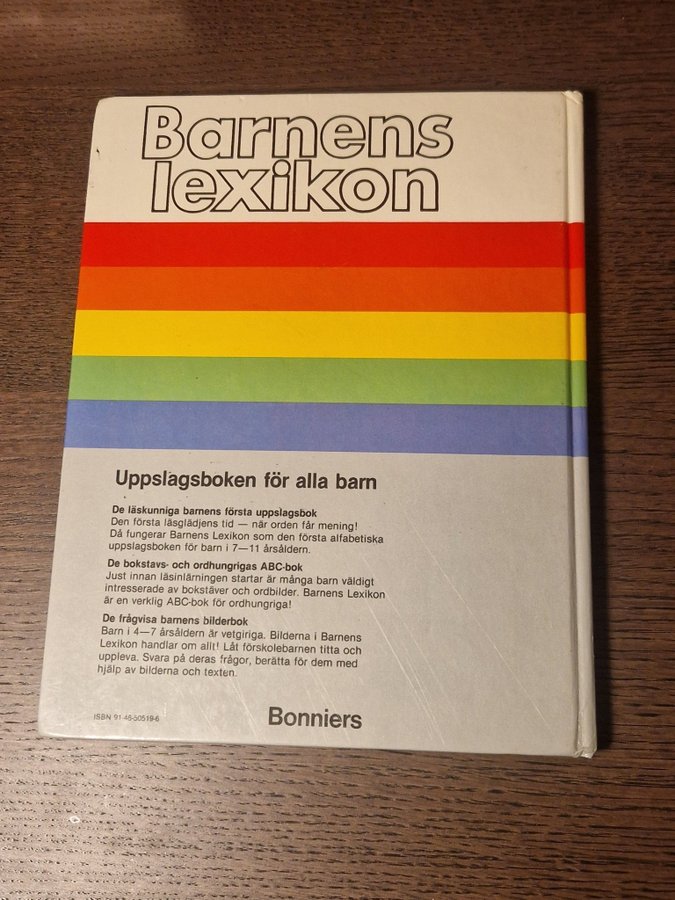 Barnens
lexikon
Uppslagsboken för alla barn
De läskunniga barnens första uppslagsbok
Den första läsglädjens tid — när orden får mening!
Då fungerar Barnens Lexikon som den första alfabetiska
uppslagsboken för barn i 7—11 årsåldern.
De bokstavs- och ordhungrigas ABC-bok
Just innan läsinlärningen startar är många barn väldigt
intresserade av bokstäver och ordbilder. Barnens Lexikon
är en verklig ABC-bok för ordhungriga!
De frågvisa barnens bilderbok
Barn i 4—7 årsåldern är vetgiriga. Bilderna i Barnens
Lexikon handlar om allt! Låt förskolebarnen titta och
uppleva. Svara på deras frågor, berätta för dem med
hjälp av bilderna och texten.
ISBN 91-48-50519-6
Bonniers